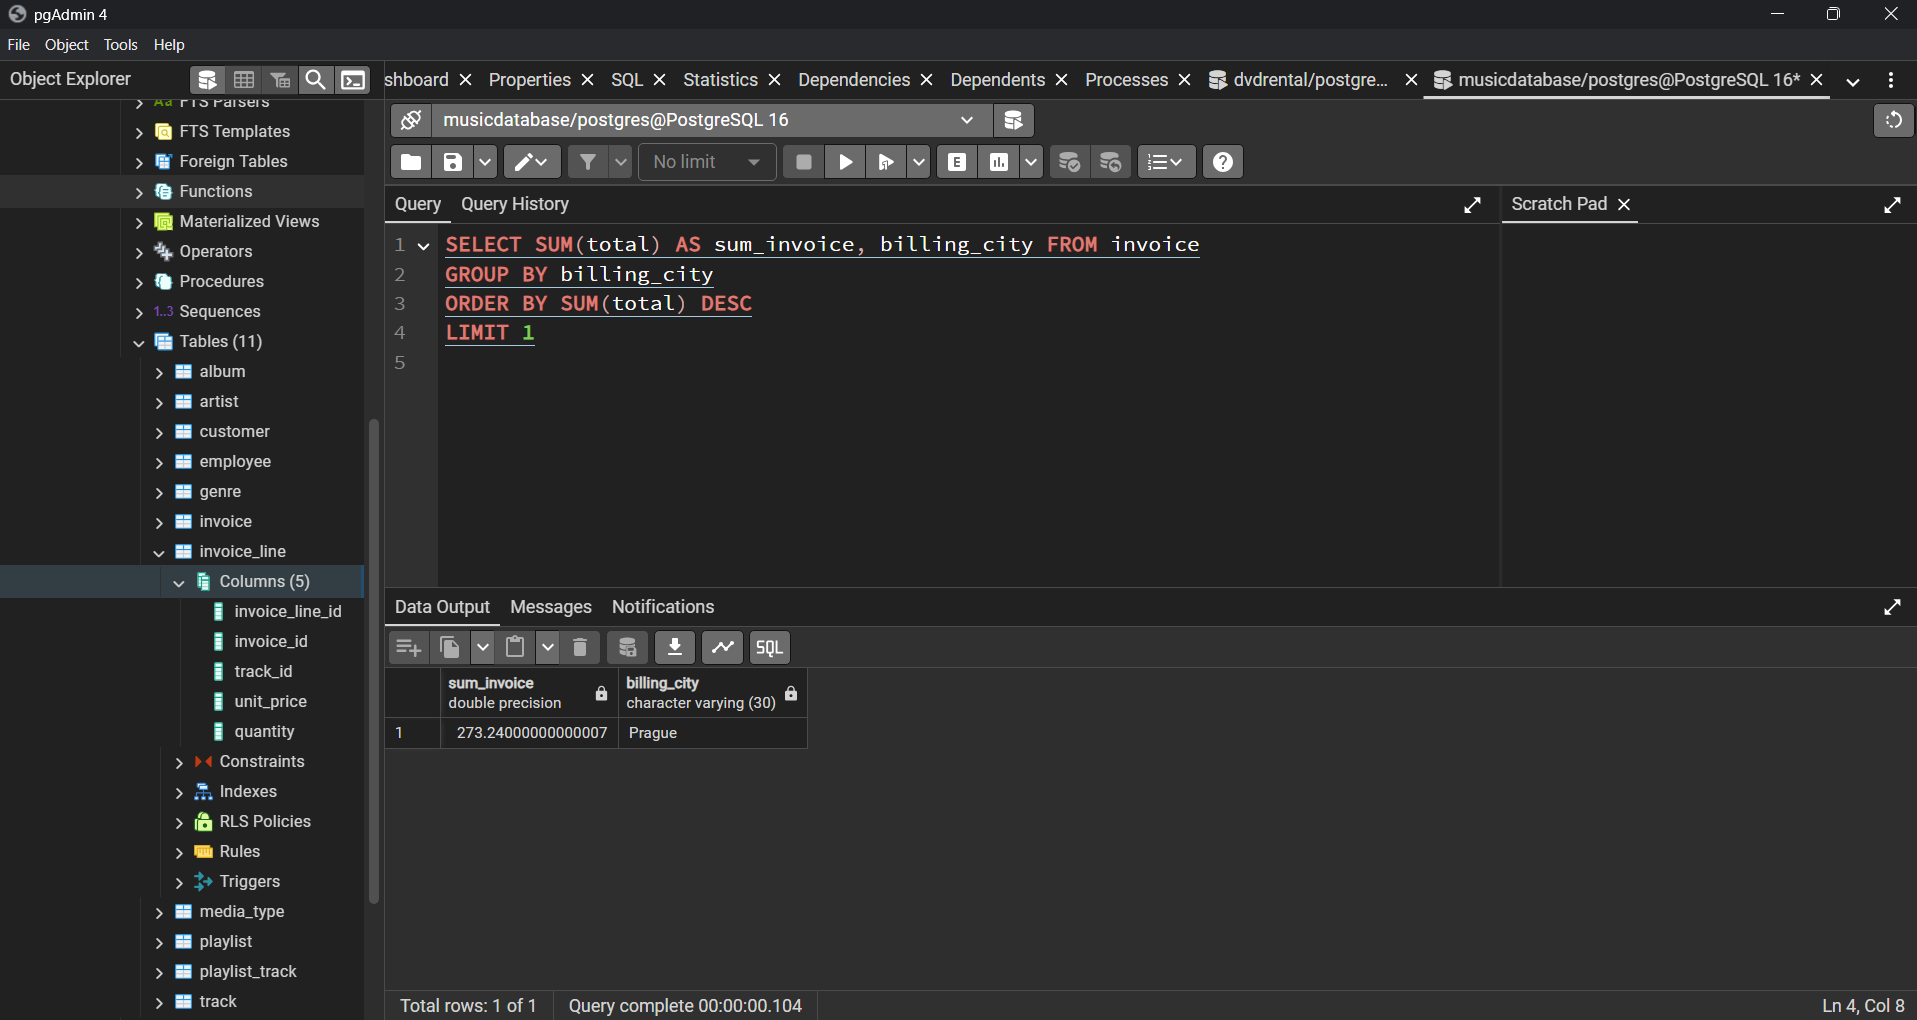 pgAdmin 4
File Object Tools Help
Object Explorer
shboard Properties SQL Statistics Dependencies Dependents Processes dvdrental/postgre... musicdatabase/postgres@PostgreSQL 16*
musicdatabase/postgres@PostgreSQL 16
No limit
E
Query Query History
Scratch Pad
1 SELECT SUM(total) AS sum_invoice, billing_city FROM invoice
2 GROUP BY billing_city
3 ORDER BY SUM(total) DESC
4 LIMIT 1
5
Aa FTS Parsers
FTS Templates
Foreign Tables
Functions
Materialized Views
Operators
Procedures
1..3 Sequences
Tables (11)
album
artist
customer
employee
genre
invoice
invoice_line
Columns (5)
invoice_line_id
invoice_id
track_id
unit_price
quantity
Constraints
Indexes
RLS Policies
Rules
Triggers
media_type
playlist
playlist_track
track
Data Output Messages Notifications
SQL
sum_invoice billing_city
double precision character varying (30)
1 273.24000000000007 Prague
Total rows: 1 of 1 Query complete 00:00:00.104 Ln 4, Col 8